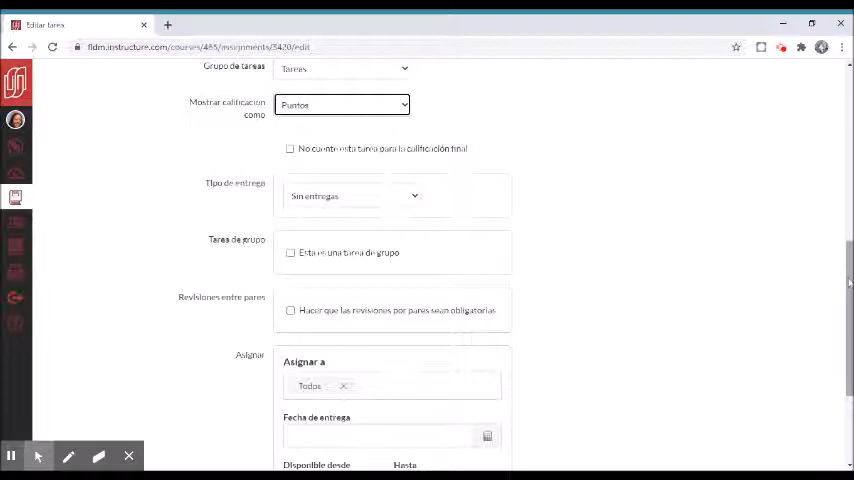 Editar tarea
fldm.instructure.com/courses/465/assignments/3420/edit
Grupo de tareas
Tareas
Mostrar calificación
como
Puntos
No cuente esta tarea para la calificación final
Tipo de entrega
Sin entregas
Tarea de grupo
Esta es una tarea de grupo
Revisiones entre pares
Hacer que las revisiones por pares sean obligatorias
Asignar
Asignar a
Todos
Fecha de entrega
Disponible desde Hasta